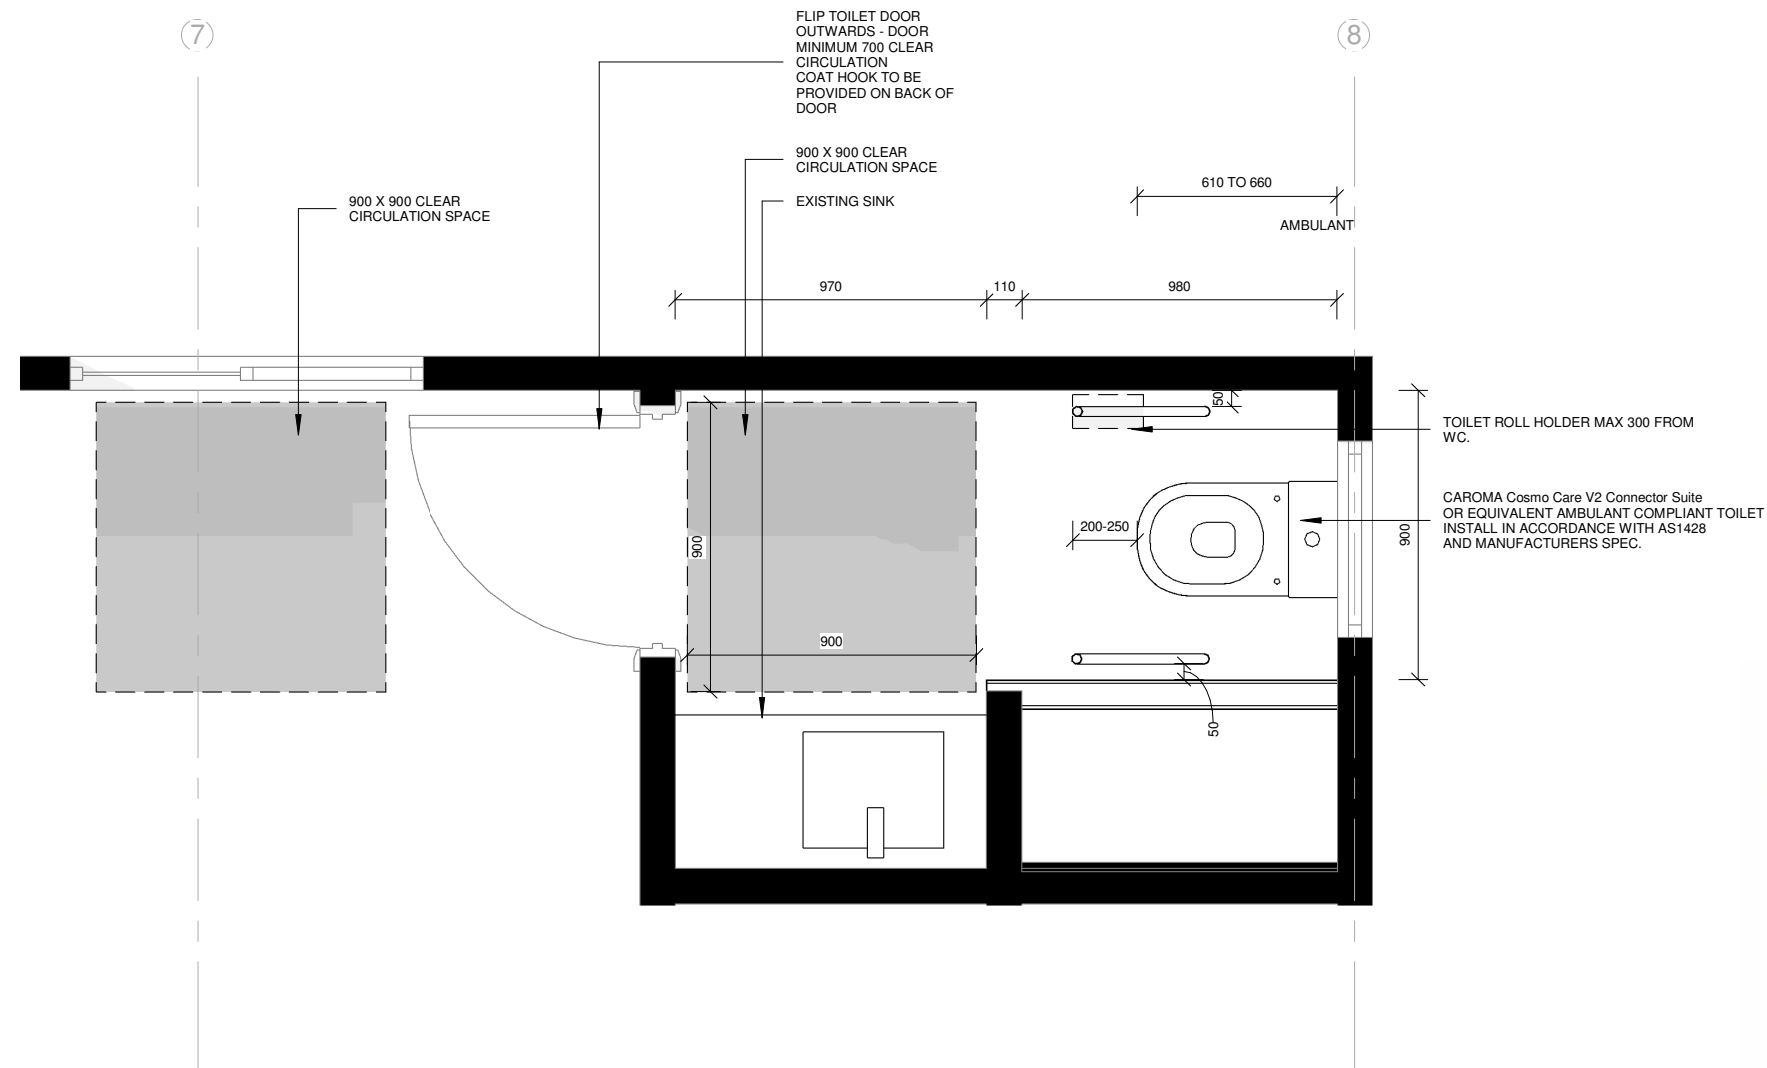 7
8
FLIP TOILET DOOR
OUTWARDS - DOOR
MINIMUM 700 CLEAR
CIRCULATION
COAT HOOK TO BE
PROVIDED ON BACK OF
DOOR
900 X 900 CLEAR
CIRCULATION SPACE
EXISTING SINK
900 X 900 CLEAR
CIRCULATION SPACE
610 TO 660
AMBULANT
970
110
980
50
TOILET ROLL HOLDER MAX 300 FROM
WC.
CAROMA Cosmo Care V2 Connector Suite
OR EQUIVALENT AMBULANT COMPLIANT TOILET
INSTALL IN ACCORDANCE WITH AS1428
AND MANUFACTURERS SPEC.
200-250
900
900
900
50